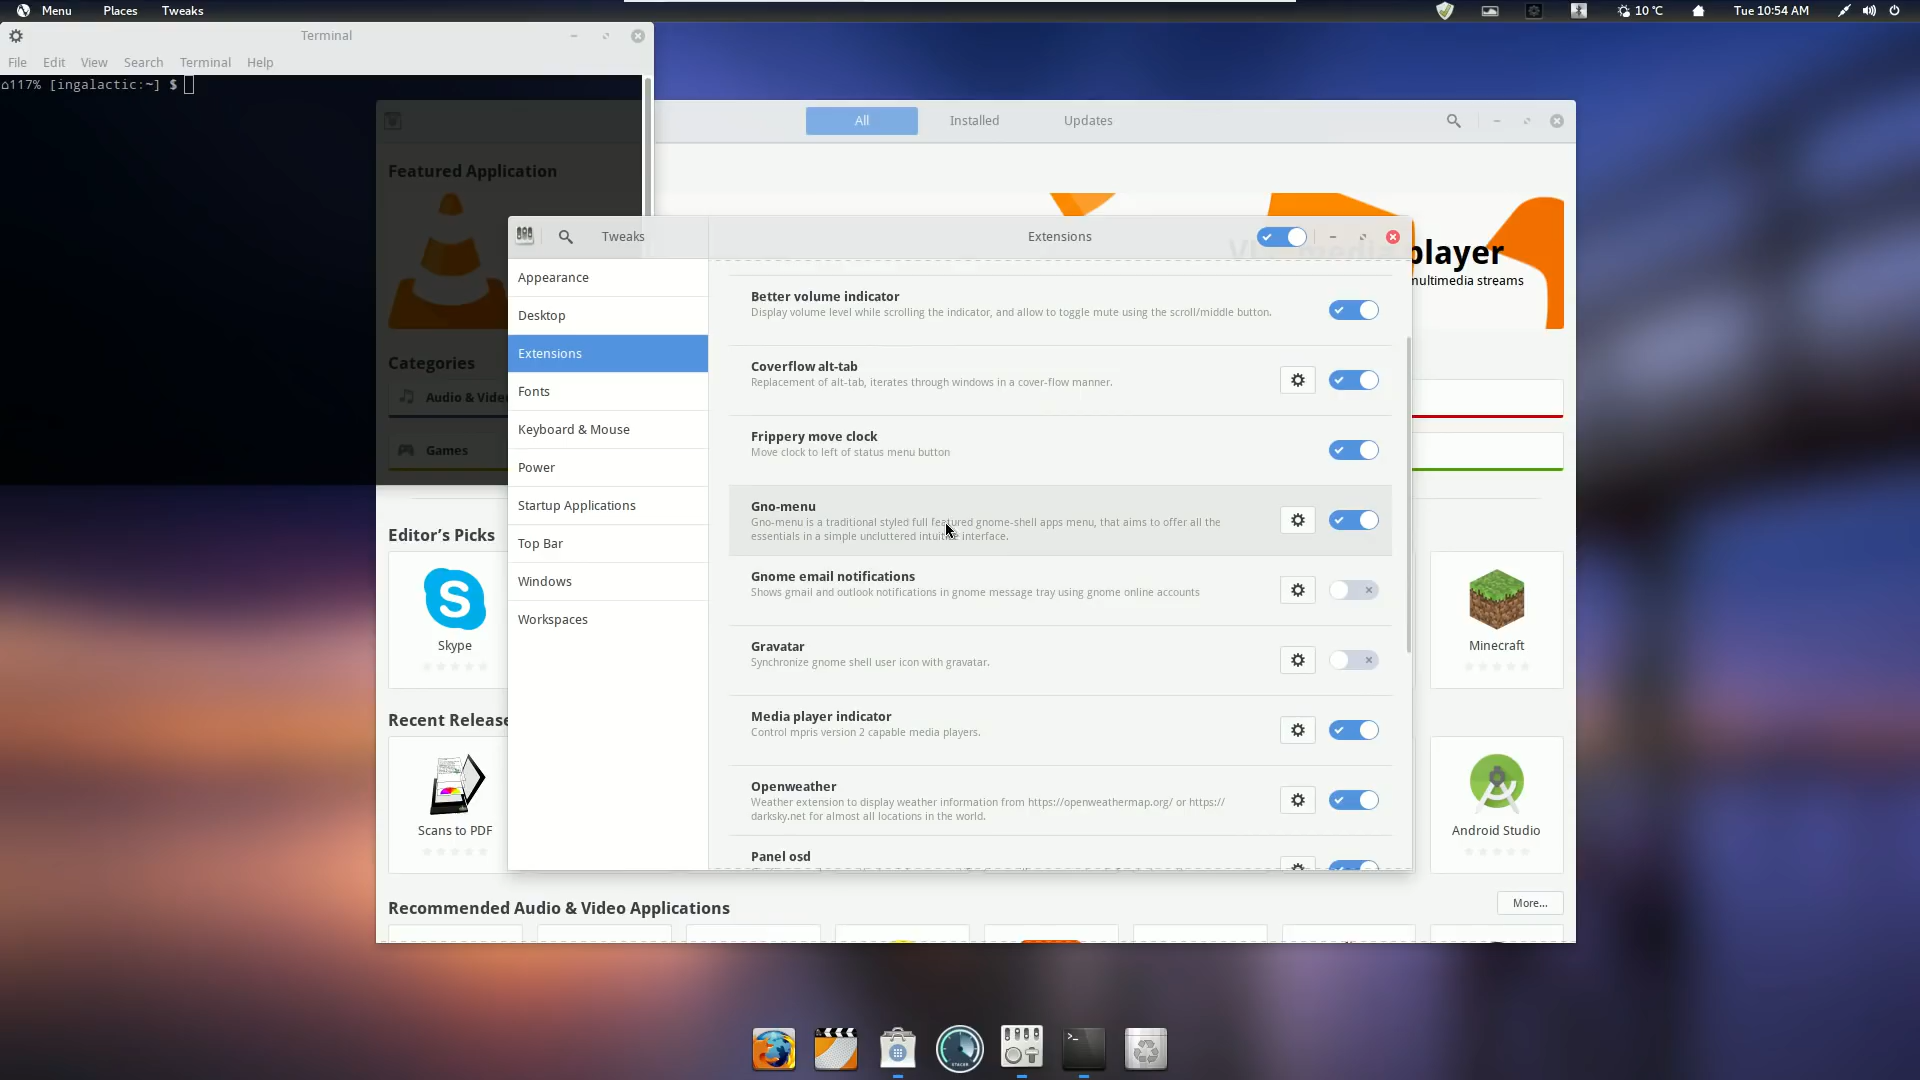 Menu Places Tweaks
10 ℃ Tue 10:54 AM
Terminal
File Edit View Search Terminal Help
⌂117% [ingalactic:~] $
All Installed Updates
Featured Application
player
multimedia streams
Categories
Audio & Vide
Games
Editor's Picks
Skype
Minecraft
Recent Release
Scans to PDF
Android Studio
Recommended Audio & Video Applications
More...
Tweaks
Extensions
Appearance
Desktop
Extensions
Fonts
Keyboard & Mouse
Power
Startup Applications
Top Bar
Windows
Workspaces
Better volume indicator
Display volume level while scrolling the indicator, and allow to toggle mute using the scroll/middle button.
Coverflow alt-tab
Replacement of alt-tab, iterates through windows in a cover-flow manner.
Frippery move clock
Move clock to left of status menu button
Gno-menu
Gno-menu is a traditional styled full featured gnome-shell apps menu, that aims to offer all the
essentials in a simple uncluttered intuitive interface.
Gnome email notifications
Shows gmail and outlook notifications in gnome message tray using gnome online accounts
Gravatar
Synchronize gnome shell user icon with gravatar.
Media player indicator
Control mpris version 2 capable media players.
Openweather
Weather extension to display weather information from https://openweathermap.org/ or https://
darksky.net for almost all locations in the world.
Panel osd
STACER